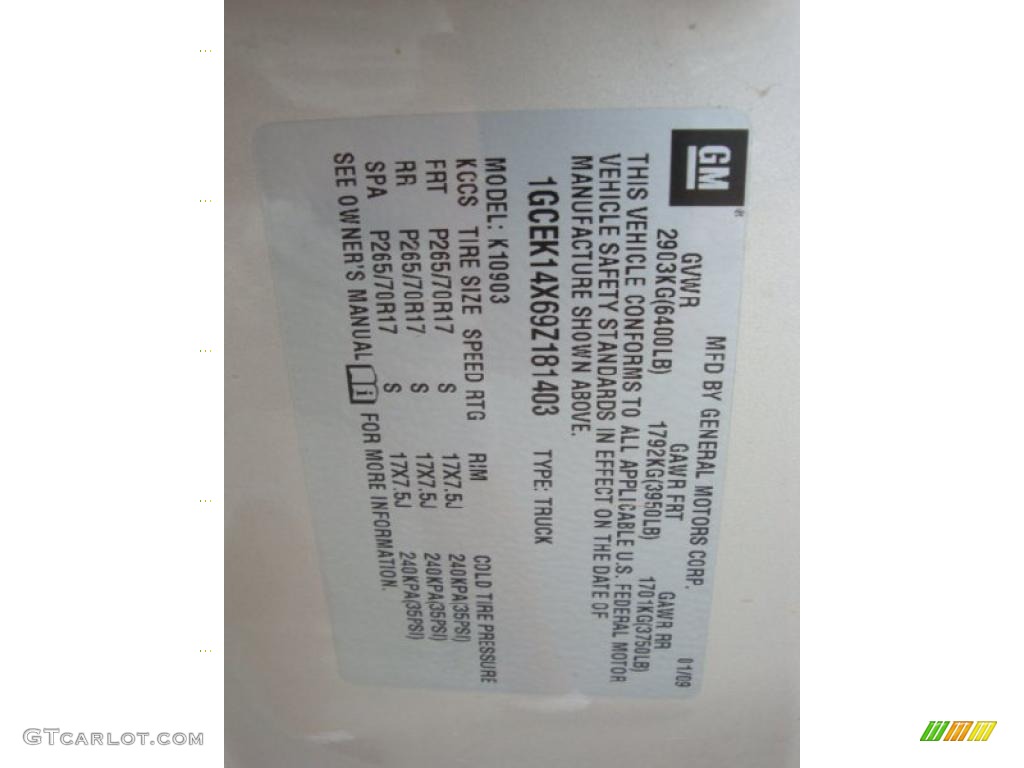 GM
®
MFD BY GENERAL MOTORS CORP. 01/09
GVWR GAWR FRT GAWR RR
2903KG(6400LB) 1792KG(3950LB) 1701KG(3750LB)
THIS VEHICLE CONFORMS TO ALL APPLICABLE U.S. FEDERAL MOTOR
VEHICLE SAFETY STANDARDS IN EFFECT ON THE DATE OF
MANUFACTURE SHOWN ABOVE.
1GCEK14X69Z181403 TYPE: TRUCK
MODEL: K10903
KCCS TIRE SIZE SPEED RTG RIM COLD TIRE PRESSURE
FRT P265/70R17 S 17X7.5J 240KPA(35PSI)
RR P265/70R17 S 17X7.5J 240KPA(35PSI)
SPA P265/70R17 S 17X7.5J 240KPA(35PSI)
SEE OWNER'S MANUAL i FOR MORE INFORMATION.
GTCarLot.com